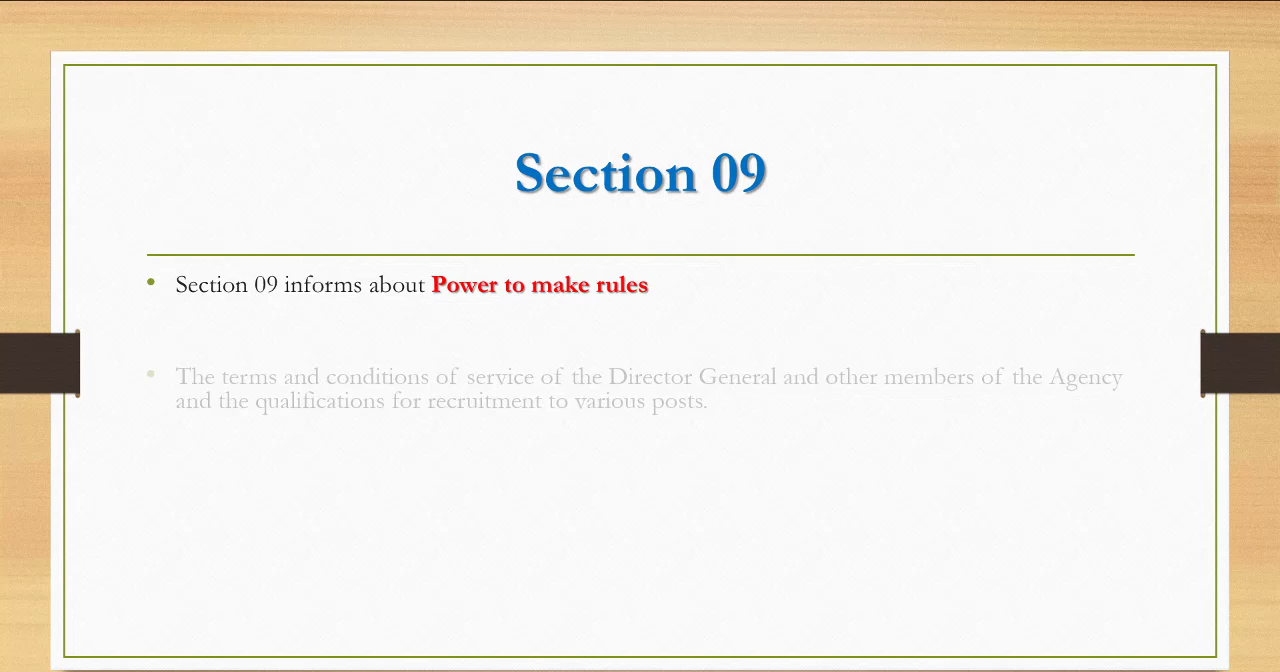 Section 09
• Section 09 informs about Power to make rules
• The terms and conditions of service of the Director General and other members of the Agency
and the qualifications for recruitment to various posts.